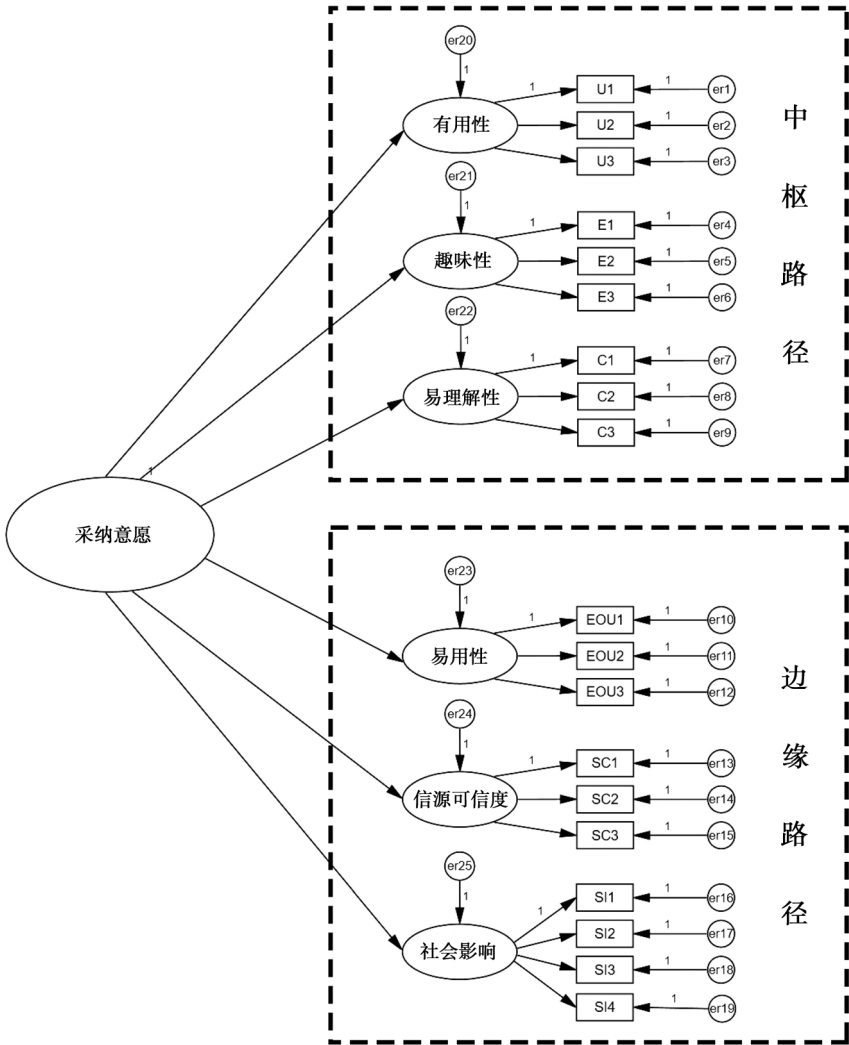 er20
1
有用性
1
U1
1
er1
U2
1
er2
U3
1
er3
er21
1
趣味性
1
E1
1
er4
E2
1
er5
E3
1
er6
er22
1
易理解性
1
C1
1
er7
C2
1
er8
C3
1
er9
中枢路径
1
采纳意愿
er23
1
易用性
1
EOU1
1
er10
EOU2
1
er11
EOU3
1
er12
er24
1
信源可信度
1
SC1
1
er13
SC2
1
er14
SC3
1
er15
er25
1
社会影响
1
SI1
1
er16
SI2
1
er17
SI3
1
er18
SI4
1
er19
边缘路径